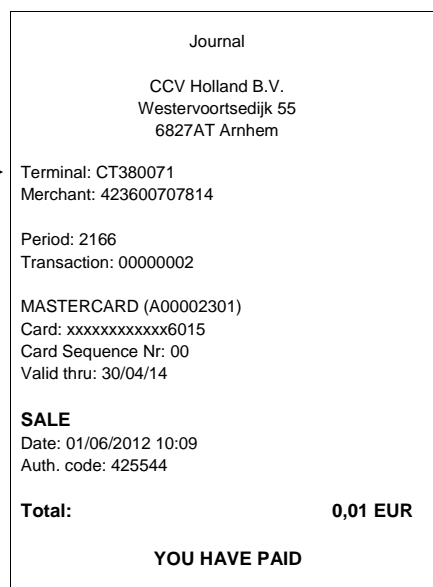 Journal
CCV Holland B.V.
Westervoortsedijk 55
6827AT Arnhem
Terminal: CT380071
Merchant: 423600707814
Period: 2166
Transaction: 00000002
MASTERCARD (A00002301)
Card: xxxxxxxxxxxx6015
Card Sequence Nr: 00
Valid thru: 30/04/14
SALE
Date: 01/06/2012 10:09
Auth. code: 425544
Total: 0,01 EUR
YOU HAVE PAID